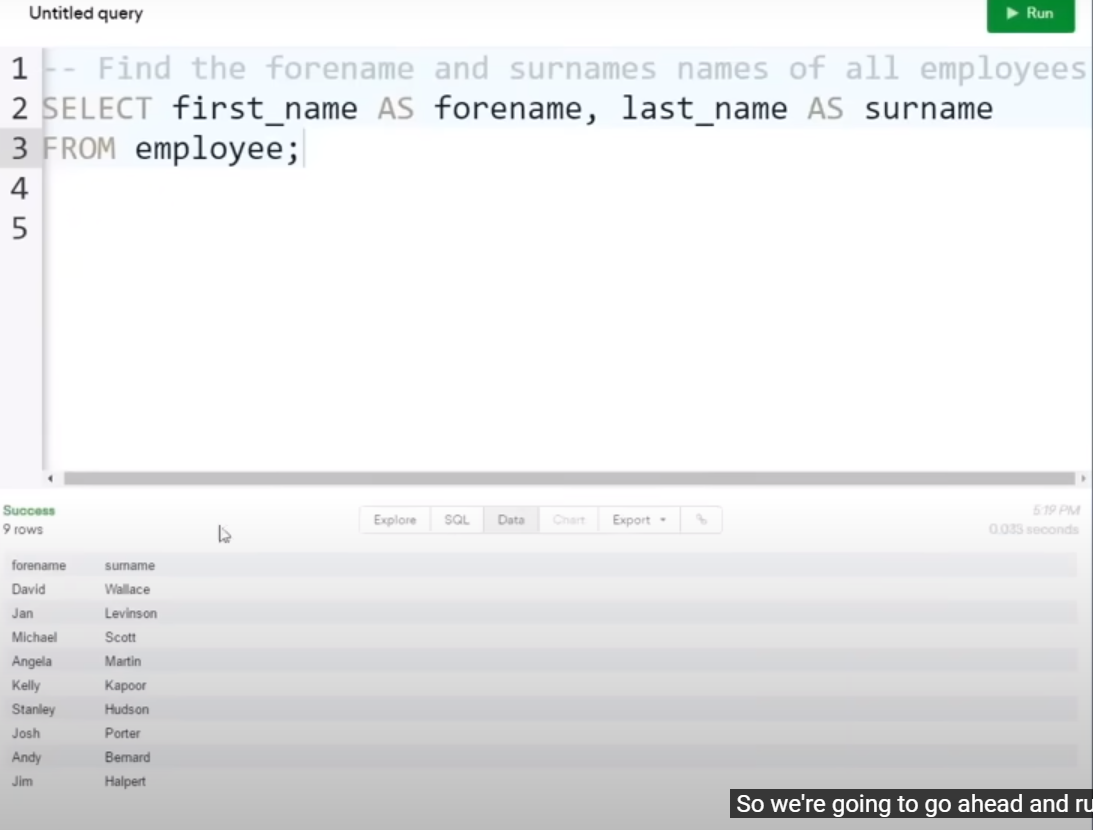 Untitled query
Run
1 -- Find the forename and surnames names of all employees
2 SELECT first_name AS forename, last_name AS surname
3 FROM employee;
4
5
Success
9 rows
Explore SQL Data Chart Export
5:19 PM
0.033 seconds
forename surname
David Wallace
Jan Levinson
Michael Scott
Angela Martin
Kelly Kapoor
Stanley Hudson
Josh Porter
Andy Bernard
Jim Halpert
So we're going to go ahead and ru